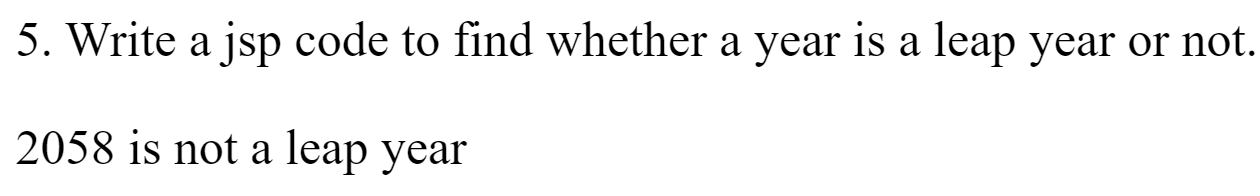 5. Write a jsp code to find whether a year is a leap year or not.
2058 is not a leap year